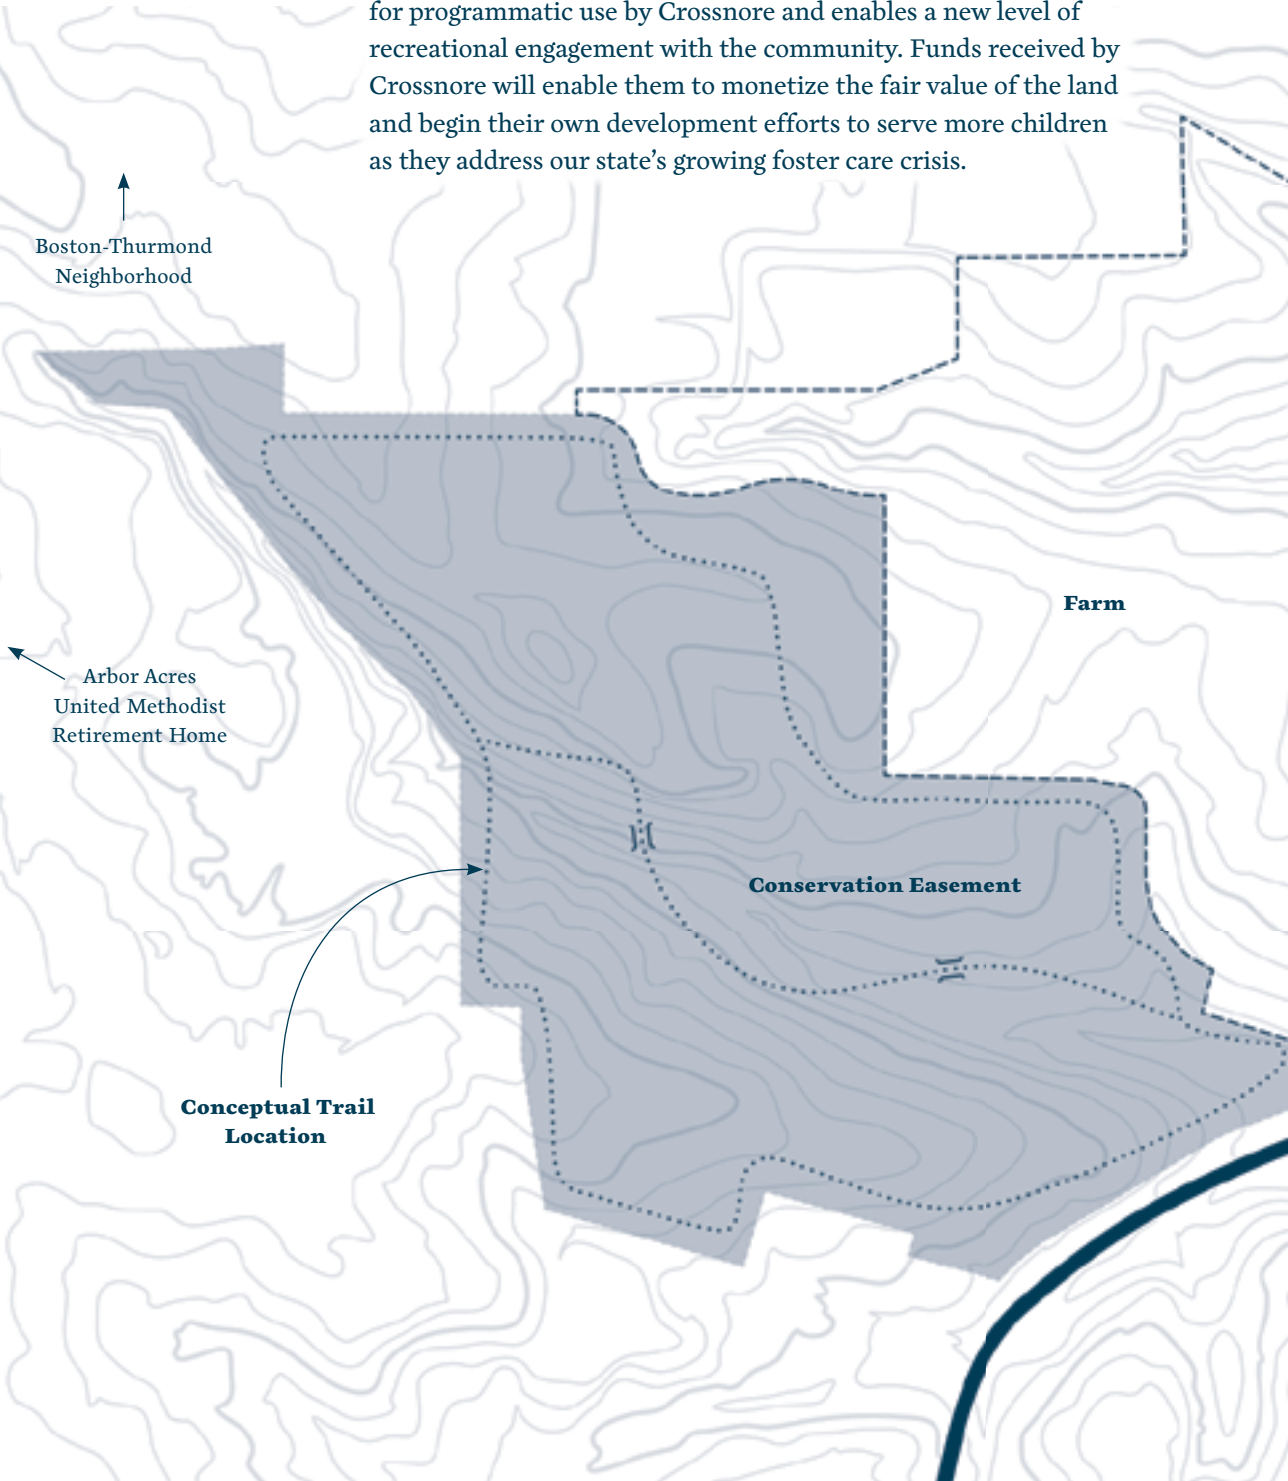 for programmatic use by Crossnore and enables a new level of
recreational engagement with the community. Funds received by
Crossnore will enable them to monetize the fair value of the land
and begin their own development efforts to serve more children
as they address our state’s growing foster care crisis.
Boston-Thurmond
Neighborhood
Farm
Arbor Acres
United Methodist
Retirement Home
Conservation Easement
Conceptual Trail
Location